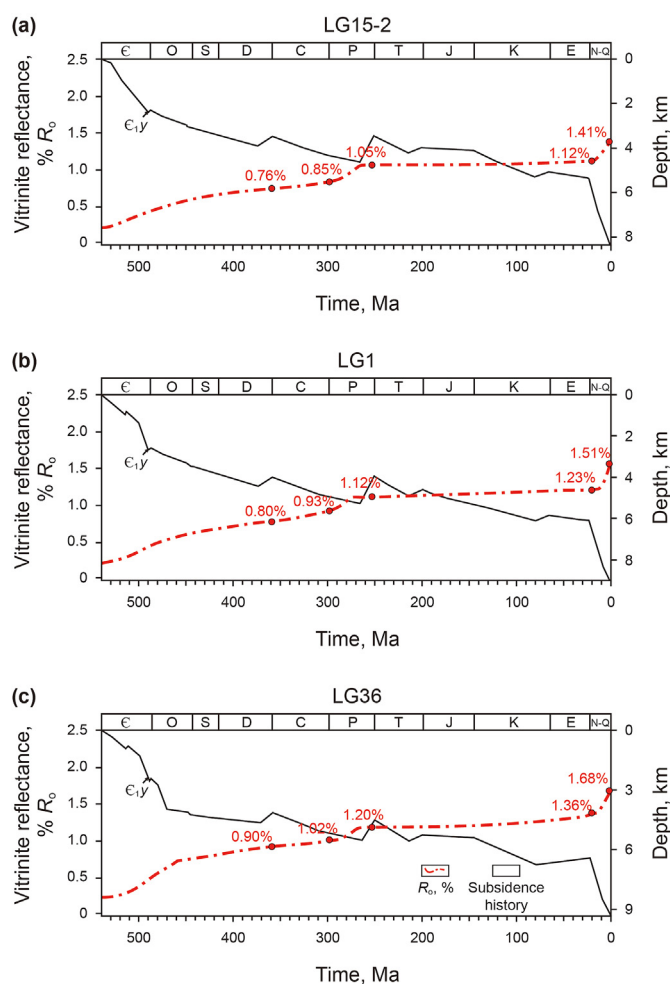 (a)
LG15-2
Є O S D C P T J K E N-Q
Vitrinite reflectance,
% Ro
2.5
2.0
1.5
1.0
0.5
0
Є₁y
0.76%
0.85%
1.05%
1.12%
1.41%
0
2
4
6
8
Depth, km
500 400 300 200 100 0
Time, Ma
(b)
LG1
Є O S D C P T J K E N-Q
Vitrinite reflectance,
% Ro
2.5
2.0
1.5
1.0
0.5
0
Є₁y
0.80%
0.93%
1.12%
1.23%
1.51%
0
2
4
6
8
Depth, km
500 400 300 200 100 0
Time, Ma
(c)
LG36
Є O S D C P T J K E N-Q
Vitrinite reflectance,
% Ro
2.5
2.0
1.5
1.0
0.5
0
Є₁y
0.90%
1.02%
1.20%
1.36%
1.68%
Ro, % Subsidence
history
0
3
6
9
Depth, km
500 400 300 200 100 0
Time, Ma